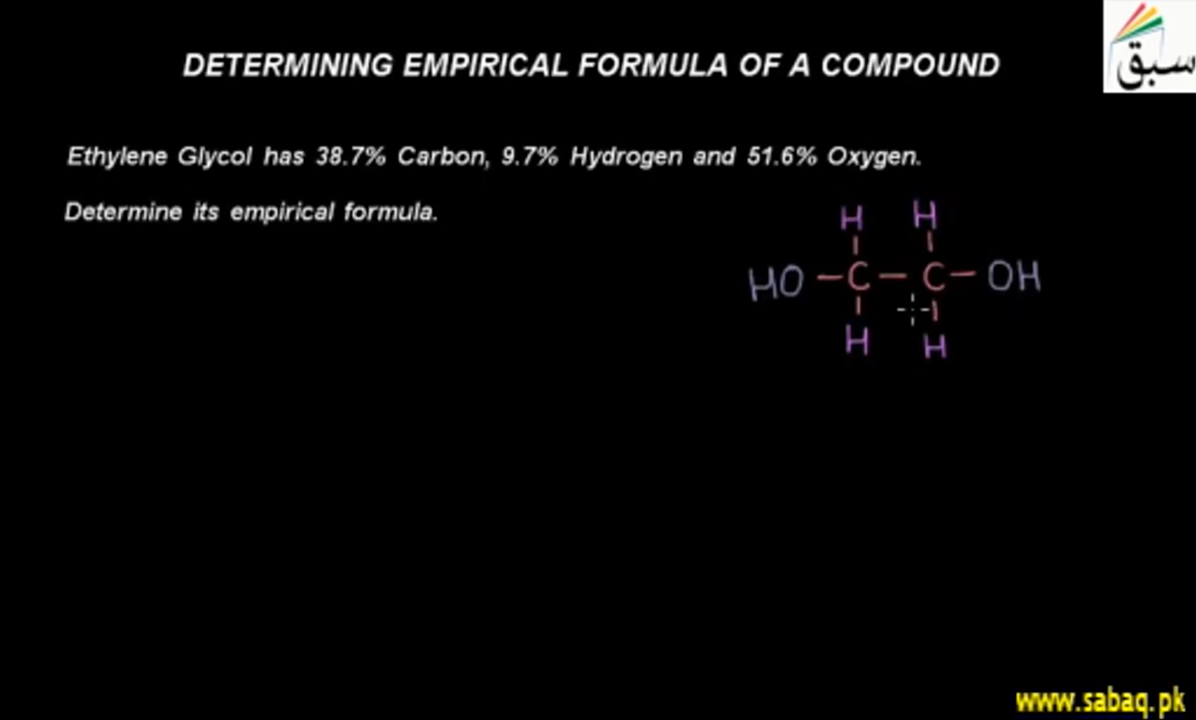 سبق
DETERMINING EMPIRICAL FORMULA OF A COMPOUND
Ethylene Glycol has 38.7% Carbon, 9.7% Hydrogen and 51.6% Oxygen.
Determine its empirical formula.
H H
HO - C - C - OH
H H
www.sabaq.pk